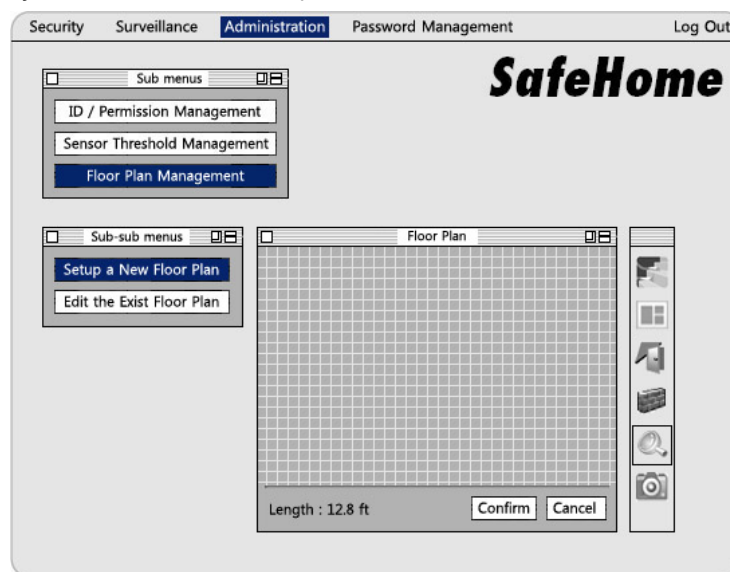 Security Surveillance Administration Password Management Log Out
SafeHome
Sub menus
ID / Permission Management
Sensor Threshold Management
Floor Plan Management
Sub-sub menus
Setup a New Floor Plan
Edit the Exist Floor Plan
Floor Plan
Length : 12.8 ft
Confirm Cancel